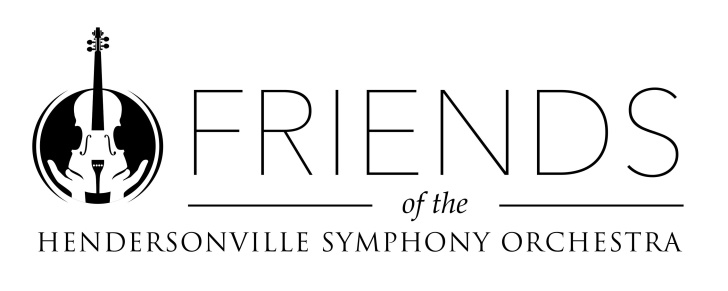 FRIENDS
of the
HENDERSONVILLE SYMPHONY ORCHESTRA